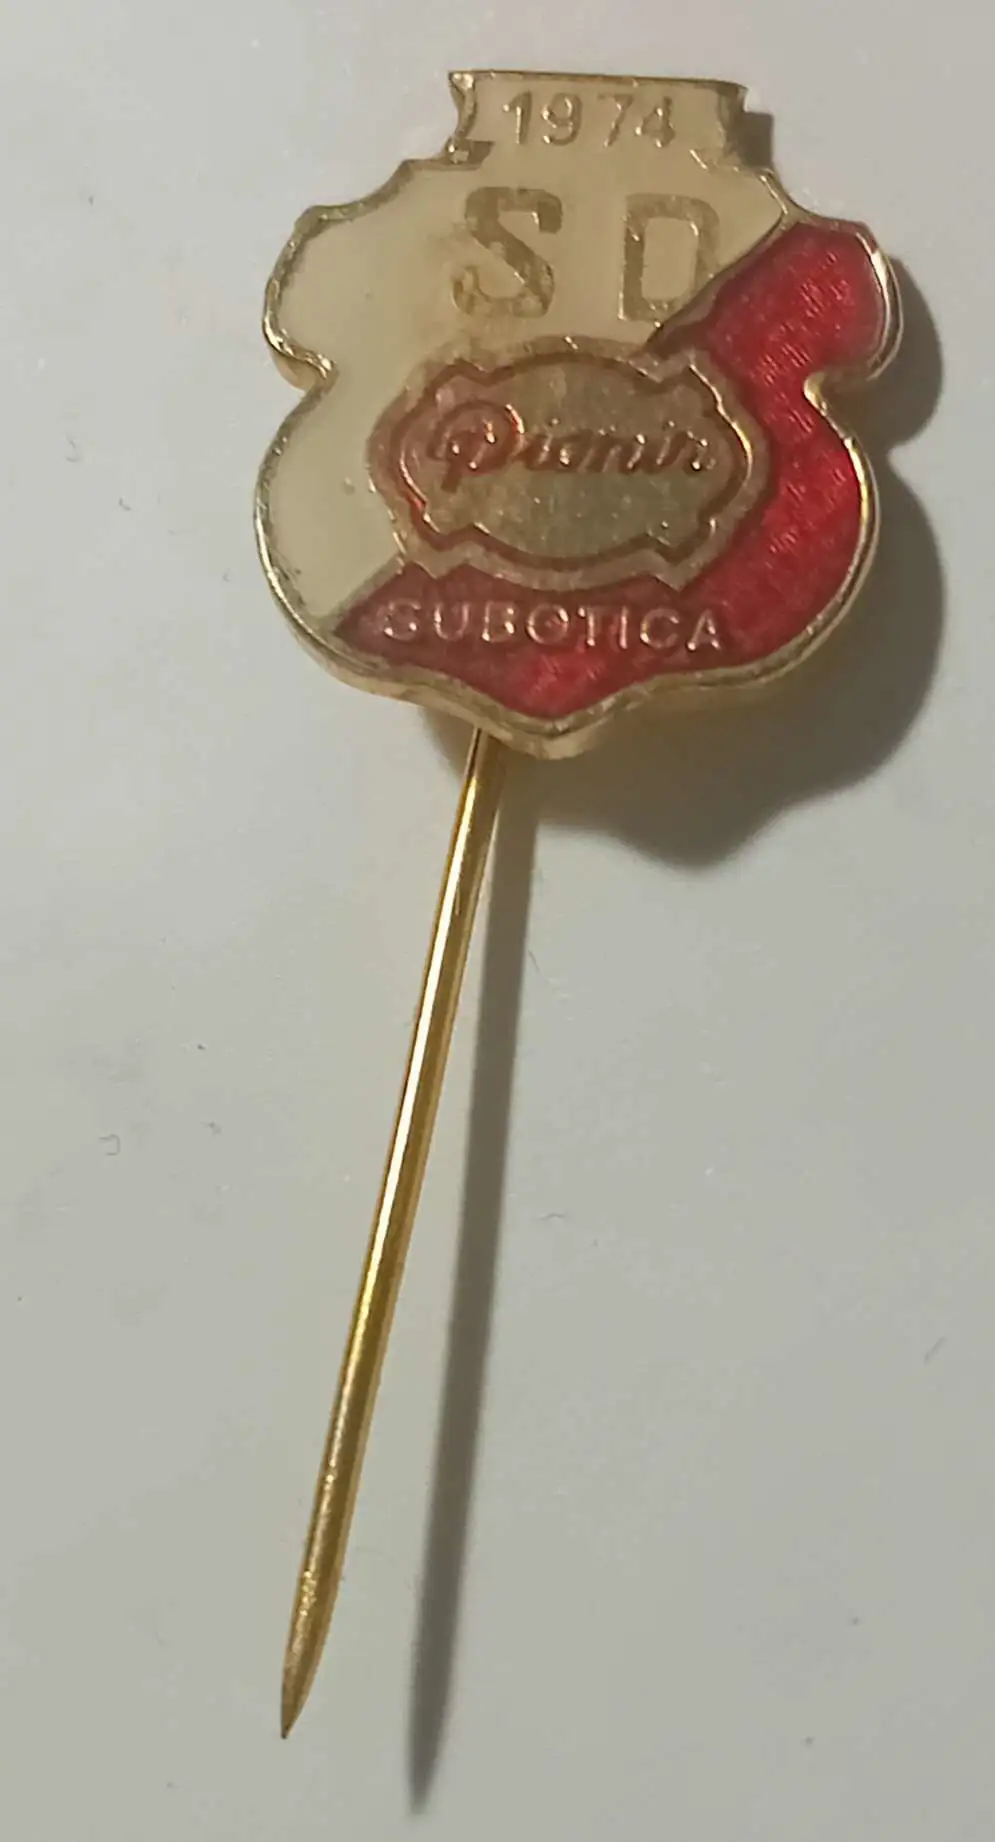 1974
SD
Pionir
SUBOTICA